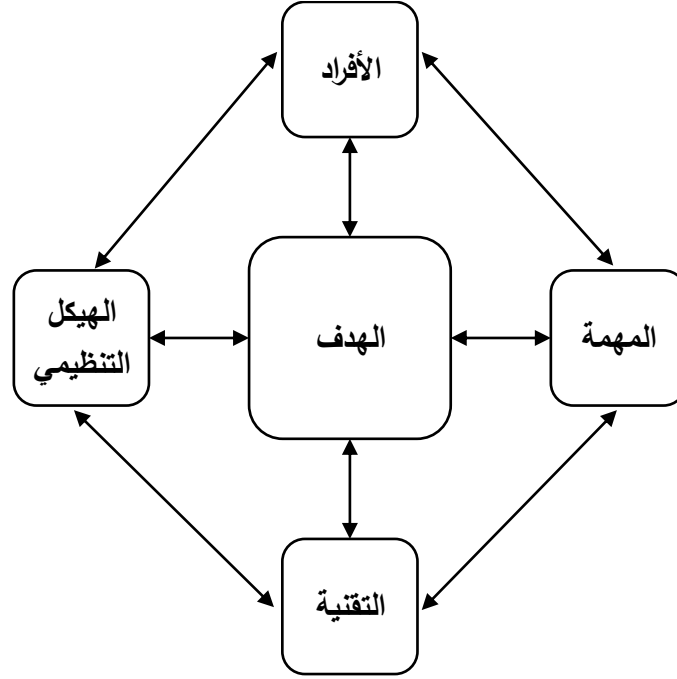 الأفراد
الهيكل
التنظيمي
الهدف
المهمة
التقنية